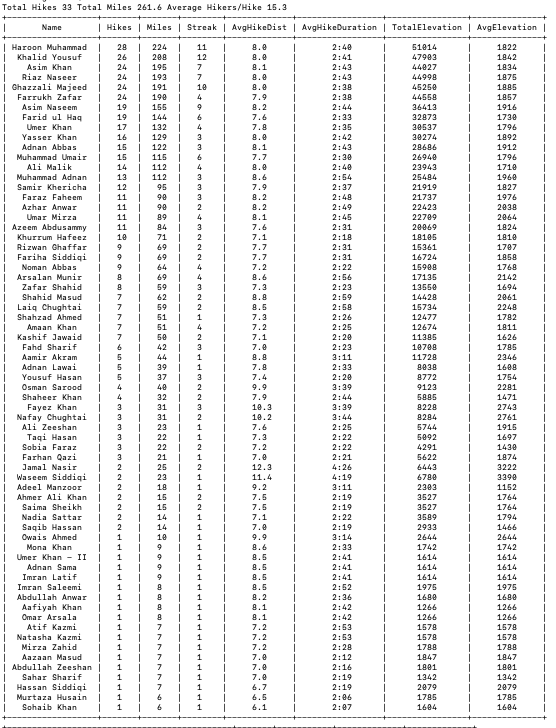 Total Hikes 33 Total Miles 261.6 Average Hikers/Hike 15.3
| Name | Hikes | Miles | Streak | AvgHikeDist | AvgHikeDuration | TotalElevation | AvgElevation |
| Haroon Muhammad | 28 | 224 | 11 | 8.0 | 2:40 | 51014 | 1822 |
| Khalid Yousuf | 26 | 208 | 12 | 8.0 | 2:41 | 47903 | 1842 |
| Asim Khan | 24 | 195 | 7 | 8.1 | 2:43 | 44027 | 1834 |
| Riaz Naseer | 24 | 193 | 7 | 8.0 | 2:43 | 44998 | 1875 |
| Ghazzali Majeed | 24 | 191 | 10 | 8.0 | 2:38 | 45250 | 1885 |
| Farrukh Zafar | 24 | 190 | 4 | 7.9 | 2:38 | 44558 | 1857 |
| Asim Naseem | 19 | 155 | 9 | 8.2 | 2:44 | 36413 | 1916 |
| Farid ul Haq | 19 | 144 | 6 | 7.6 | 2:33 | 32873 | 1730 |
| Umer Khan | 17 | 132 | 4 | 7.8 | 2:35 | 30537 | 1796 |
| Yasser Khan | 16 | 129 | 3 | 8.0 | 2:42 | 30274 | 1892 |
| Adnan Abbas | 15 | 122 | 3 | 8.1 | 2:43 | 28686 | 1912 |
| Muhammad Umair | 15 | 115 | 6 | 7.7 | 2:30 | 26940 | 1796 |
| Ali Malik | 14 | 112 | 4 | 8.0 | 2:40 | 23943 | 1710 |
| Muhammad Adnan | 13 | 112 | 3 | 8.6 | 2:54 | 25484 | 1960 |
| Samir Khericha | 12 | 95 | 3 | 7.9 | 2:37 | 21919 | 1827 |
| Faraz Faheem | 11 | 90 | 3 | 8.2 | 2:48 | 21737 | 1976 |
| Azhar Anwar | 11 | 90 | 2 | 8.2 | 2:49 | 22423 | 2038 |
| Umar Mirza | 11 | 89 | 4 | 8.1 | 2:45 | 22709 | 2064 |
| Azeem Abdusammy | 11 | 84 | 3 | 7.6 | 2:31 | 20069 | 1824 |
| Khurrum Hafeez | 10 | 71 | 2 | 7.1 | 2:18 | 18105 | 1810 |
| Rizwan Ghaffar | 9 | 69 | 2 | 7.7 | 2:31 | 15361 | 1707 |
| Fariha Siddiqi | 9 | 69 | 2 | 7.7 | 2:31 | 16724 | 1858 |
| Noman Abbas | 9 | 64 | 4 | 7.2 | 2:22 | 15908 | 1768 |
| Arsalan Munir | 8 | 69 | 4 | 8.6 | 2:56 | 17135 | 2142 |
| Zafar Shahid | 8 | 59 | 3 | 7.3 | 2:23 | 13550 | 1694 |
| Shahid Masud | 7 | 62 | 2 | 8.8 | 2:59 | 14428 | 2061 |
| Laiq Chughtai | 7 | 59 | 2 | 8.5 | 2:58 | 15734 | 2248 |
| Shahzad Ahmed | 7 | 51 | 1 | 7.3 | 2:26 | 12477 | 1782 |
| Amaan Khan | 7 | 51 | 4 | 7.2 | 2:25 | 12674 | 1811 |
| Kashif Jawaid | 7 | 50 | 2 | 7.1 | 2:20 | 11385 | 1626 |
| Fahd Sharif | 6 | 42 | 3 | 7.0 | 2:23 | 10708 | 1785 |
| Aamir Akram | 5 | 44 | 1 | 8.8 | 3:11 | 11728 | 2346 |
| Adnan Lawai | 5 | 39 | 1 | 7.8 | 2:33 | 8038 | 1608 |
| Yousuf Hasan | 5 | 37 | 3 | 7.4 | 2:20 | 8772 | 1754 |
| Osman Sarood | 4 | 40 | 2 | 9.9 | 3:39 | 9123 | 2281 |
| Shaheer Khan | 4 | 32 | 2 | 7.9 | 2:44 | 5885 | 1471 |
| Fayez Khan | 3 | 31 | 3 | 10.3 | 3:39 | 8228 | 2743 |
| Nafay Chughtai | 3 | 31 | 2 | 10.2 | 3:44 | 8284 | 2761 |
| Ali Zeeshan | 3 | 23 | 1 | 7.6 | 2:25 | 5744 | 1915 |
| Taqi Hasan | 3 | 22 | 1 | 7.3 | 2:22 | 5092 | 1697 |
| Sobia Faraz | 3 | 22 | 2 | 7.2 | 2:22 | 4291 | 1430 |
| Farhan Qazi | 3 | 21 | 1 | 7.0 | 2:21 | 5622 | 1874 |
| Jamal Nasir | 2 | 25 | 2 | 12.3 | 4:26 | 6443 | 3222 |
| Waseem Siddiqi | 2 | 23 | 1 | 11.4 | 4:19 | 6780 | 3390 |
| Adeel Manzoor | 2 | 18 | 1 | 9.2 | 3:11 | 2303 | 1152 |
| Ahmer Ali Khan | 2 | 15 | 2 | 7.5 | 2:19 | 3527 | 1764 |
| Saima Sheikh | 2 | 15 | 2 | 7.5 | 2:19 | 3527 | 1764 |
| Nadia Sattar | 2 | 14 | 1 | 7.1 | 2:22 | 3589 | 1794 |
| Saqib Hassan | 2 | 14 | 1 | 7.0 | 2:19 | 2933 | 1466 |
| Owais Ahmed | 1 | 10 | 1 | 9.9 | 3:14 | 2644 | 2644 |
| Mona Khan | 1 | 9 | 1 | 8.6 | 2:33 | 1742 | 1742 |
| Umer Khan – II | 1 | 9 | 1 | 8.5 | 2:41 | 1614 | 1614 |
| Adnan Sama | 1 | 9 | 1 | 8.5 | 2:41 | 1614 | 1614 |
| Imran Latif | 1 | 9 | 1 | 8.5 | 2:41 | 1614 | 1614 |
| Imran Saleemi | 1 | 8 | 1 | 8.5 | 2:52 | 1975 | 1975 |
| Abdullah Anwar | 1 | 8 | 1 | 8.2 | 2:36 | 1680 | 1680 |
| Aafiyah Khan | 1 | 8 | 1 | 8.1 | 2:42 | 1266 | 1266 |
| Omar Arsala | 1 | 8 | 1 | 8.1 | 2:42 | 1266 | 1266 |
| Atif Kazmi | 1 | 7 | 1 | 7.2 | 2:53 | 1578 | 1578 |
| Natasha Kazmi | 1 | 7 | 1 | 7.2 | 2:53 | 1578 | 1578 |
| Mirza Zahid | 1 | 7 | 1 | 7.2 | 2:28 | 1788 | 1788 |
| Aazaan Masud | 1 | 7 | 1 | 7.0 | 2:12 | 1847 | 1847 |
| Abdullah Zeeshan | 1 | 7 | 1 | 7.0 | 2:16 | 1801 | 1801 |
| Sahar Sharif | 1 | 7 | 1 | 7.0 | 2:19 | 1342 | 1342 |
| Hassan Siddiqi | 1 | 7 | 1 | 6.7 | 2:19 | 2079 | 2079 |
| Murtaza Husain | 1 | 6 | 1 | 6.5 | 2:06 | 1785 | 1785 |
| Sohaib Khan | 1 | 6 | 1 | 6.1 | 2:07 | 1604 | 1604 |